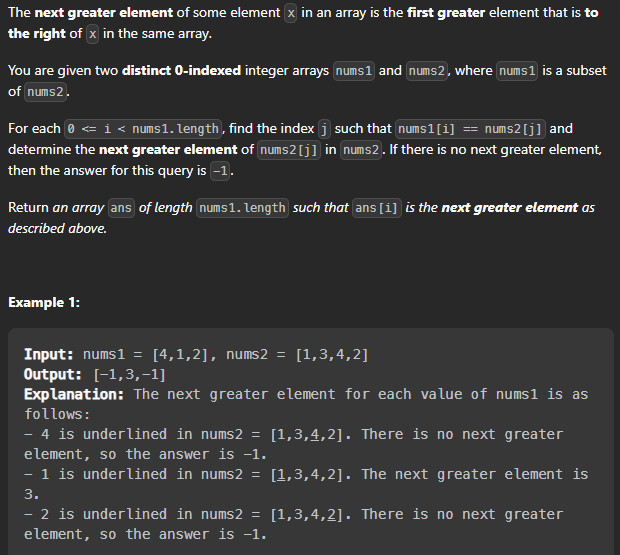 The next greater element of some element x in an array is the first greater element that is to
the right of x in the same array.
You are given two distinct 0-indexed integer arrays nums1 and nums2, where nums1 is a subset
of nums2.
For each 0 <= i < nums1.length, find the index j such that nums1[i] == nums2[j] and
determine the next greater element of nums2[j] in nums2. If there is no next greater element,
then the answer for this query is -1.
Return an array ans of length nums1.length such that ans[i] is the next greater element as
described above.
Example 1:
Input: nums1 = [4,1,2], nums2 = [1,3,4,2]
Output: [-1,3,-1]
Explanation: The next greater element for each value of nums1 is as
follows:
- 4 is underlined in nums2 = [1,3,4,2]. There is no next greater
element, so the answer is -1.
- 1 is underlined in nums2 = [1,3,4,2]. The next greater element is
3.
- 2 is underlined in nums2 = [1,3,4,2]. There is no next greater
element, so the answer is -1.